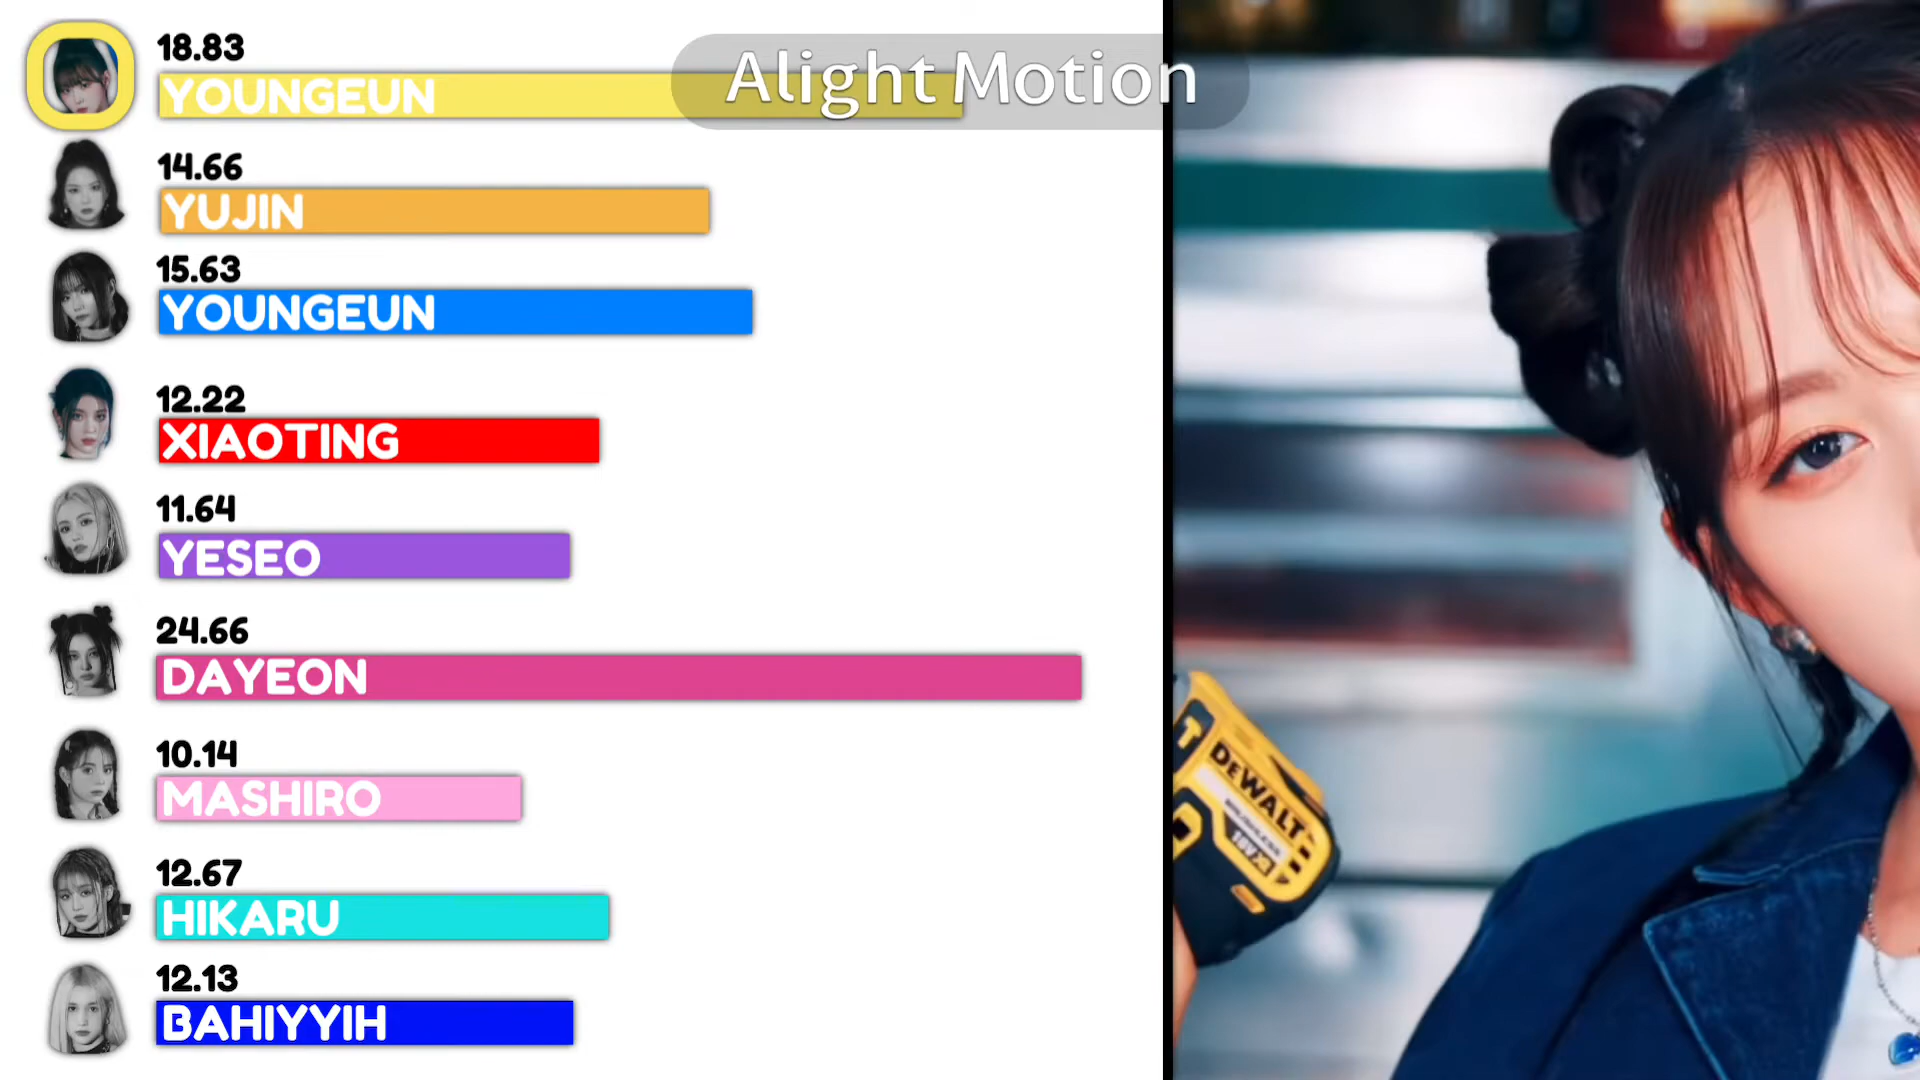 18.83
YOUNGEUN
Alight Motion
14.66
YUJIN
15.63
YOUNGEUN
12.22
XIAOTING
11.64
YESEO
24.66
DAYEON
10.14
MASHIRO
12.67
HIKARU
12.13
BAHIYYIH
DEWALT